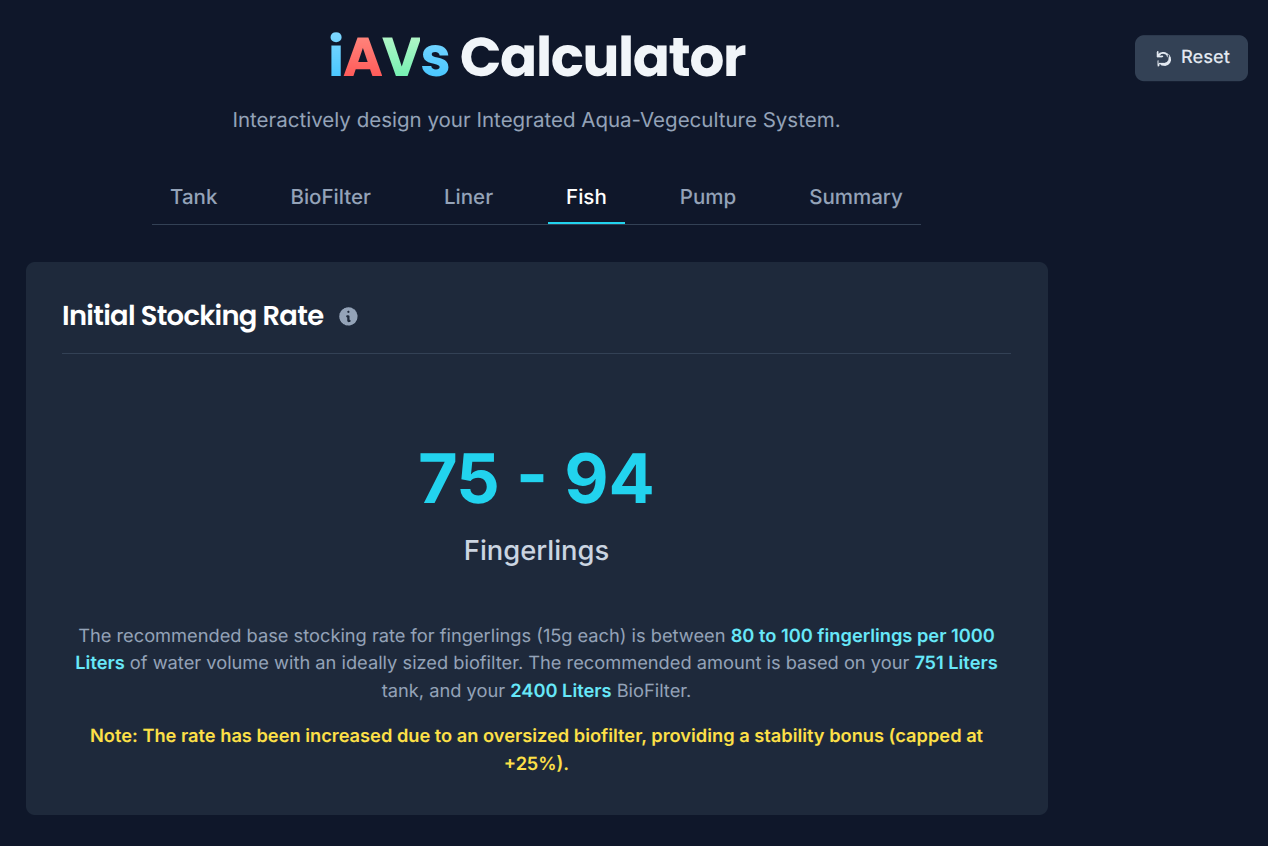 iAVs Calculator
Reset
Interactively design your Integrated Aqua-Vegeculture System.
Tank BioFilter Liner Fish Pump Summary
Initial Stocking Rate
75 - 94
Fingerlings
The recommended base stocking rate for fingerlings (15g each) is between 80 to 100 fingerlings per 1000
Liters of water volume with an ideally sized biofilter. The recommended amount is based on your 751 Liters
tank, and your 2400 Liters BioFilter.
Note: The rate has been increased due to an oversized biofilter, providing a stability bonus (capped at
+25%).